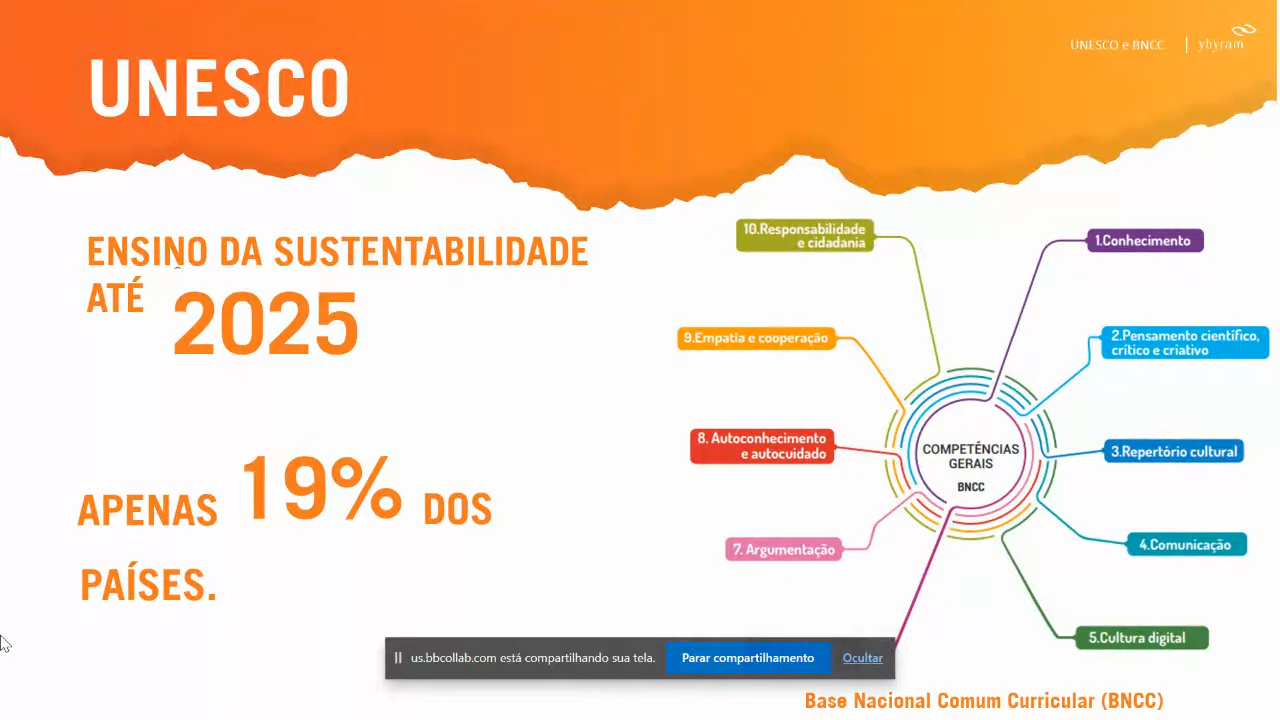 UNESCO e BNCC | ybyram
UNESCO
ENSINO DA SUSTENTABILIDADE
ATÉ 2025
APENAS 19% DOS
PAÍSES.
10.Responsabilidade
e cidadania
1.Conhecimento
9.Empatia e cooperação
2.Pensamento científico,
crítico e criativo
8. Autoconhecimento
e autocuidado
3.Repertório cultural
COMPETÊNCIAS
GERAIS
BNCC
7. Argumentação
4.Comunicação
5.Cultura digital
us.bbcollab.com está compartilhando sua tela.
Parar compartilhamento
Ocultar
Base Nacional Comum Curricular (BNCC)